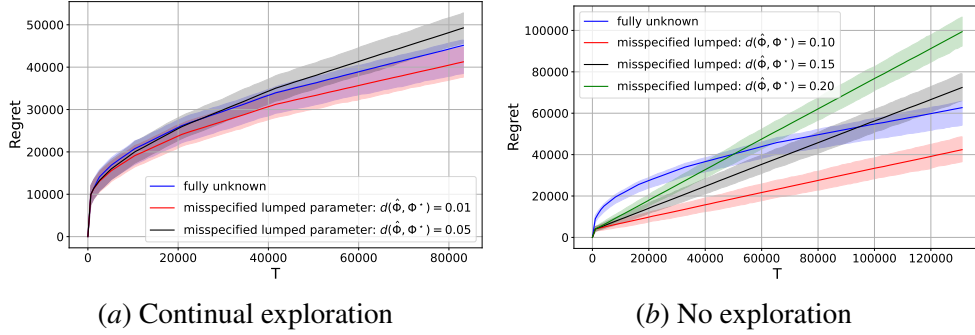 50000
40000
30000
20000
10000
0
Regret
fully unknown
misspecified lumped parameter: d(Φ̂, Φ⋆) = 0.01
misspecified lumped parameter: d(Φ̂, Φ⋆) = 0.05
0 20000 40000 60000 80000
T
(a) Continual exploration
100000
80000
60000
40000
20000
0
Regret
fully unknown
misspecified lumped: d(Φ̂, Φ⋆) = 0.10
misspecified lumped: d(Φ̂, Φ⋆) = 0.15
misspecified lumped: d(Φ̂, Φ⋆) = 0.20
0 20000 40000 60000 80000 100000 120000
T
(b) No exploration